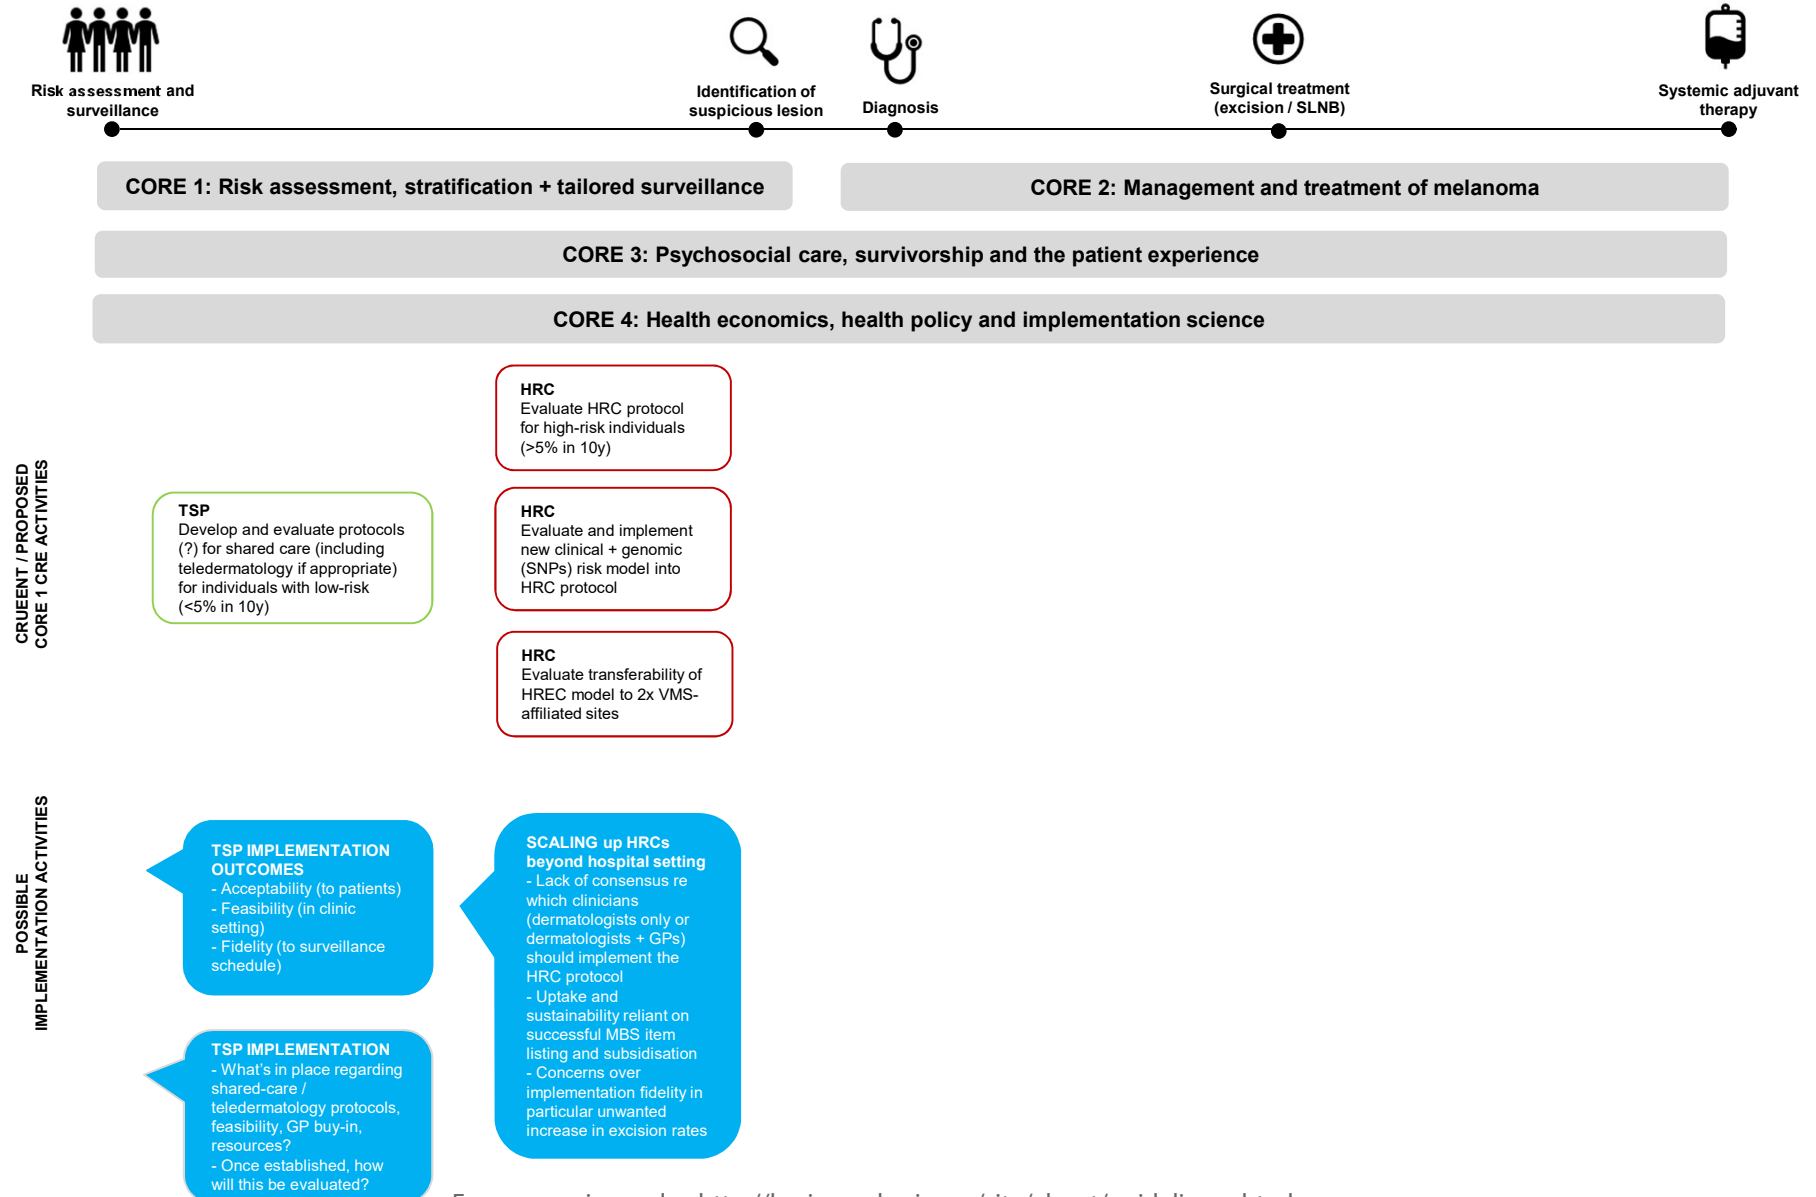 Risk assessment and
surveillance
Identification of
suspicious lesion
Diagnosis
Surgical treatment
(excision / SLNB)
Systemic adjuvant
therapy
CORE 1: Risk assessment, stratification + tailored surveillance
CORE 2: Management and treatment of melanoma
CORE 3: Psychosocial care, survivorship and the patient experience
CORE 4: Health economics, health policy and implementation science
CRUEENT / PROPOSED
CORE 1 CRE ACTIVITIES
TSP
Develop and evaluate protocols
(?) for shared care (including
teledermatology if appropriate)
for individuals with low-risk
(<5% in 10y)
HRC
Evaluate HRC protocol
for high-risk individuals
(>5% in 10y)
HRC
Evaluate and implement
new clinical + genomic
(SNPs) risk model into
HRC protocol
HRC
Evaluate transferability of
HREC model to 2x VMS-
affiliated sites
POSSIBLE
IMPLEMENTATION ACTIVITIES
TSP IMPLEMENTATION
OUTCOMES
- Acceptability (to patients)
- Feasibility (in clinic
setting)
- Fidelity (to surveillance
schedule)
TSP IMPLEMENTATION
- What's in place regarding
shared-care /
teledermatology protocols,
feasibility, GP buy-in,
resources?
- Once established, how
will this be evaluated?
SCALING up HRCs
beyond hospital setting
- Lack of consensus re
which clinicians
(dermatologists only or
dermatologists + GPs)
should implement the
HRC protocol
- Uptake and
sustainability reliant on
successful MBS item
listing and subsidisation
- Concerns over
implementation fidelity in
particular unwanted
increase in excision rates